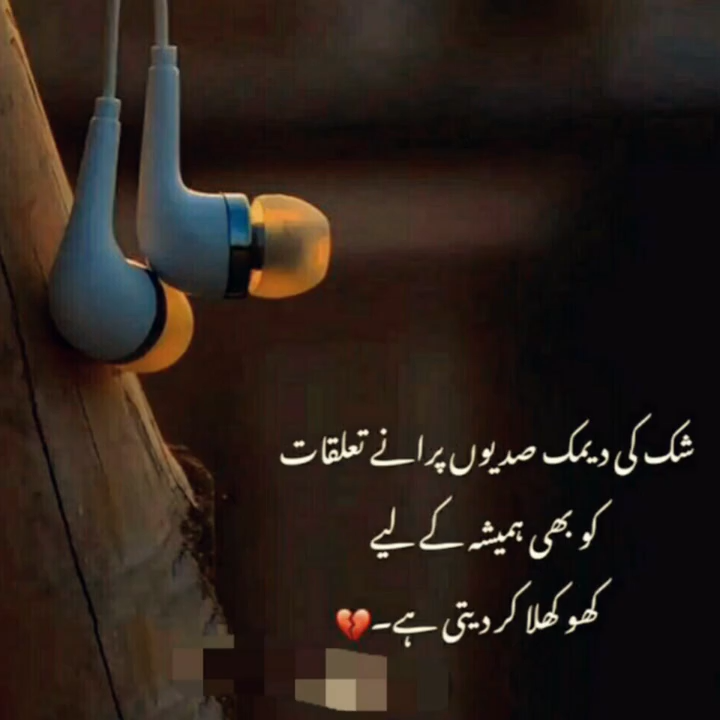 شک کی دیمک صدیوں پرانے تعلقات
کو بھی ہمیشہ کے لیے
کھوکھلا کر دیتی ہے۔💔